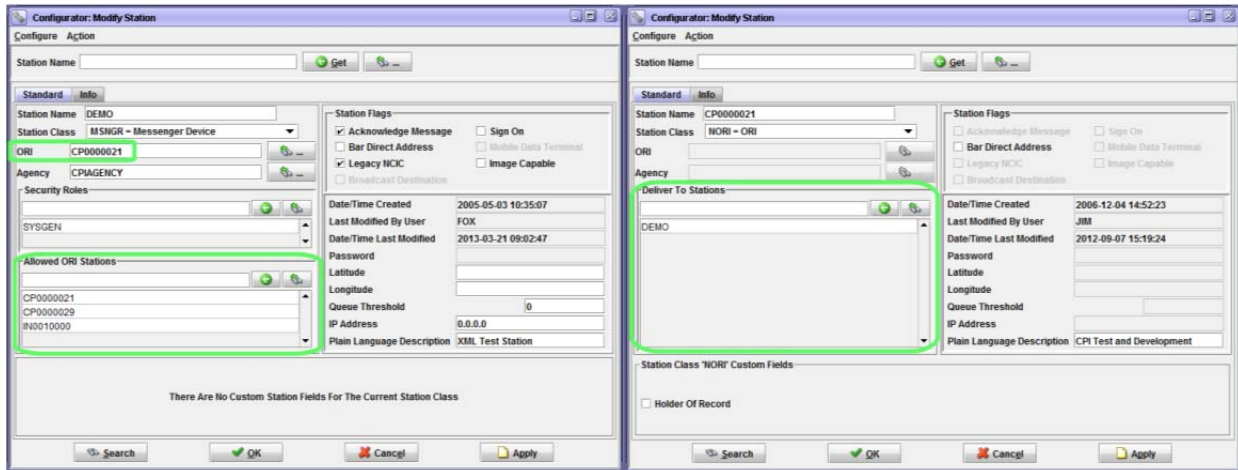 Configurator: Modify Station
Configure Action
Station Name
Get
...
Standard Info
Station Name DEMO
Station Class MSNGR - Messenger Device
ORI CP0000021 ...
Agency CPIAGENCY ...
Security Roles
SYSGEN
Allowed ORI Stations
CP0000021
CP0000029
IN0010000
Station Flags
Acknowledge Message Sign On
Bar Direct Address Mobile Data Terminal
Legacy NCIC Image Capable
Broadcast Destination
Date/Time Created 2005-05-03 10:35:07
Last Modified By User FOX
Date/Time Last Modified 2013-03-21 09:02:47
Password
Latitude
Longitude
Queue Threshold 0
IP Address 0.0.0.0
Plain Language Description XML Test Station
There Are No Custom Station Fields For The Current Station Class
Search OK Cancel Apply
Configurator: Modify Station
Configure Action
Station Name
Get
...
Standard Info
Station Name CP0000021
Station Class NORI - ORI
ORI
Agency
Deliver To Stations
DEMO
Station Flags
Acknowledge Message Sign On
Bar Direct Address Mobile Data Terminal
Legacy NCIC Image Capable
Broadcast Destination
Date/Time Created 2006-12-04 14:52:23
Last Modified By User JIM
Date/Time Last Modified 2012-09-07 15:19:24
Password
Latitude
Longitude
Queue Threshold
IP Address
Plain Language Description CPI Test and Development
Station Class 'NORI' Custom Fields
Holder Of Record
Search OK Cancel Apply